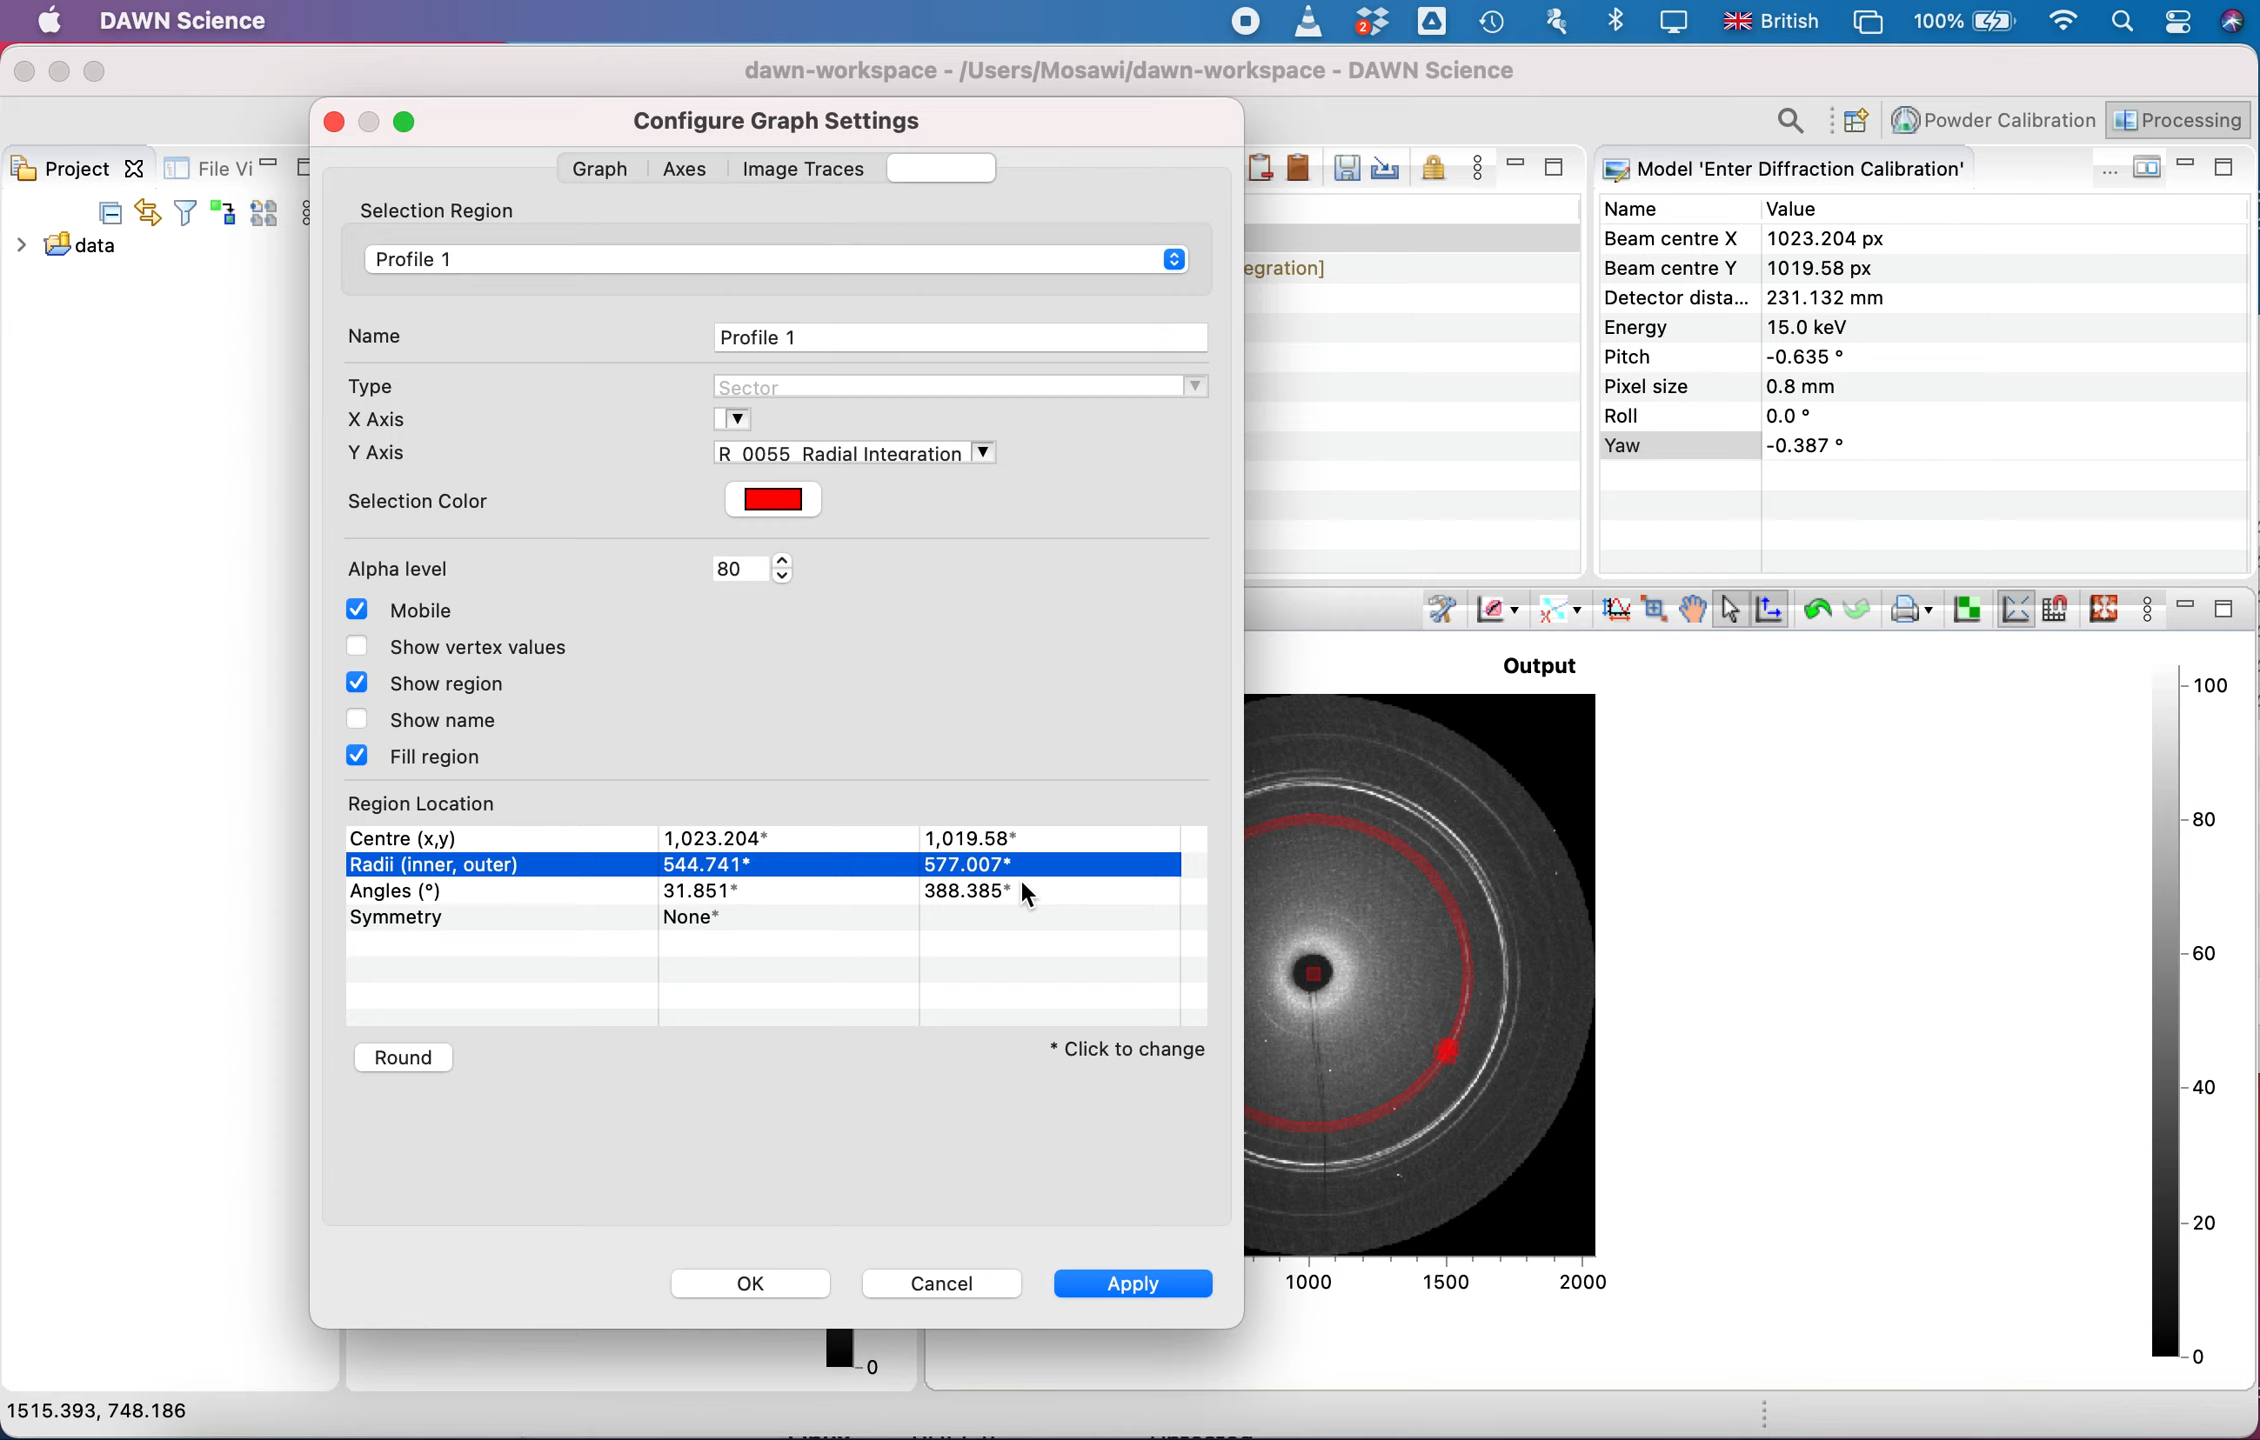 DAWN Science
2
British
100%
dawn-workspace - /Users/Mosawi/dawn-workspace - DAWN Science
Configure Graph Settings
Powder Calibration
Processing
Project
File Vi
Graph
Axes
Image Traces
Model 'Enter Diffraction Calibration'
...
data
Selection Region
Profile 1
egration]
Name Value
Beam centre X 1023.204 px
Beam centre Y 1019.58 px
Detector dista... 231.132 mm
Energy 15.0 keV
Pitch -0.635 °
Pixel size 0.8 mm
Roll 0.0 °
Yaw -0.387 °
Name Profile 1
Type Sector
X Axis
Y Axis R_0055_Radial Integration
Selection Color
Alpha level 80
Mobile
Show vertex values
Show region
Show name
Fill region
Region Location
Centre (x,y) 1,023.204* 1,019.58*
Radii (inner, outer) 544.741* 577.007*
Angles (°) 31.851* 388.385*
Symmetry None*
Round
* Click to change
OK
Cancel
Apply
Output
100
80
60
40
20
0
1000
1500
2000
0
1515.393, 748.186